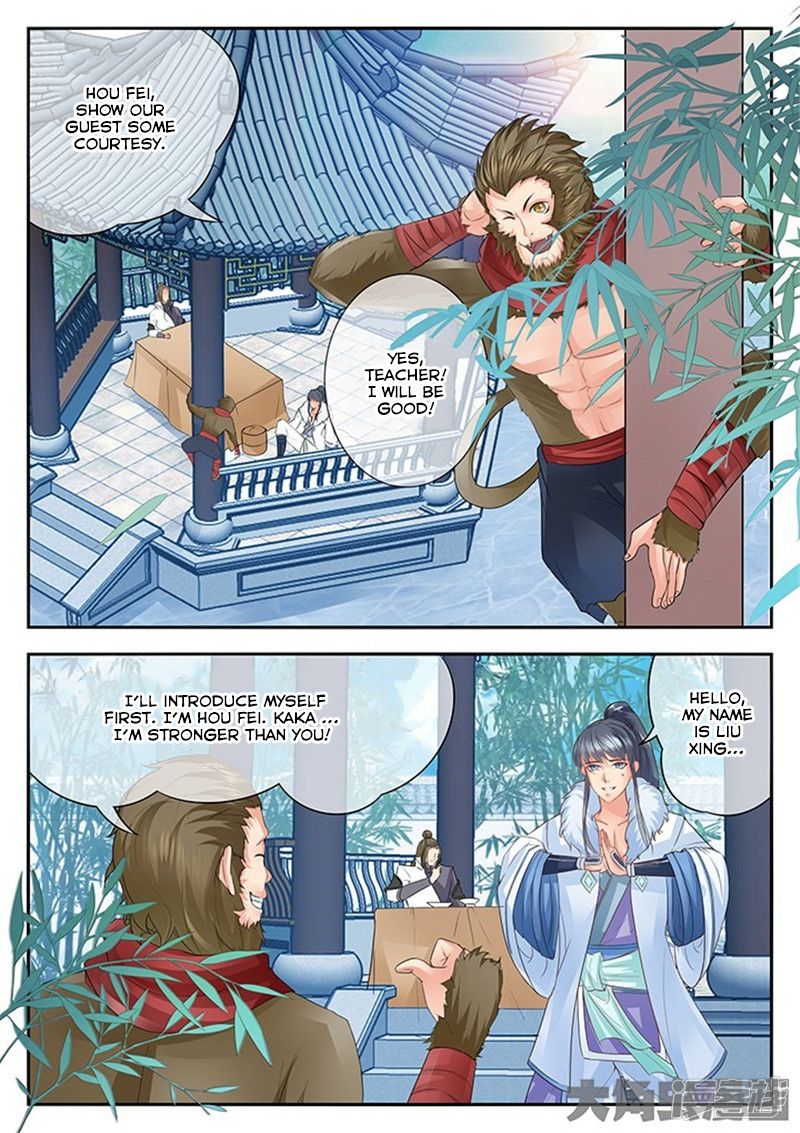 HOU FEI,
SHOW OUR
GUEST SOME
COURTESY.
YES,
TEACHER!
I WILL BE
GOOD!
I'LL INTRODUCE MYSELF
FIRST. I'M HOU FEI. KAKA ...
I'M STRONGER THAN YOU!
HELLO,
MY NAME
IS LIU
XING...